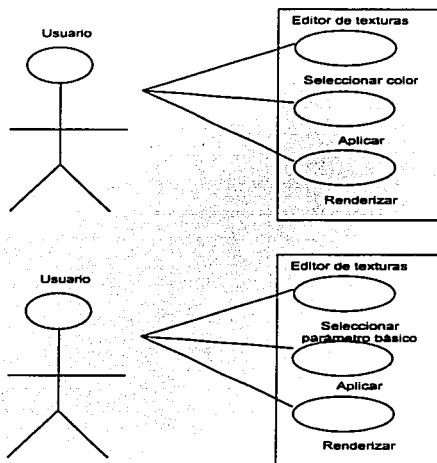 Usuario
Editor de texturas
Seleccionar color
Aplicar
Renderizar
Usuario
Editor de texturas
Seleccionar
parámetro básico
Aplicar
Renderizar